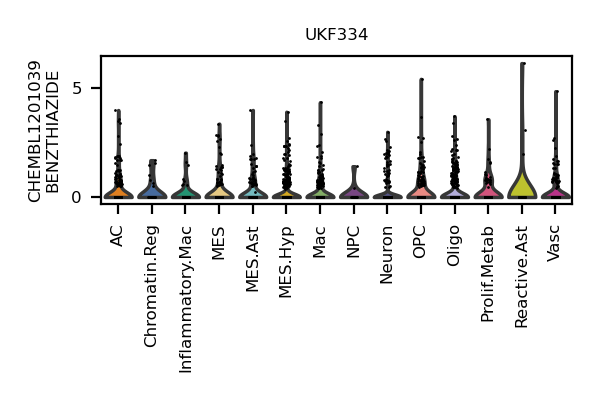 UKF334
CHEMBL1201039
BENZTHIAZIDE
5
0
AC
Chromatin.Reg
Inflammatory.Mac
MES
MES.Ast
MES.Hyp
Mac
NPC
Neuron
OPC
Oligo
Prolif.Metab
Reactive.Ast
Vasc